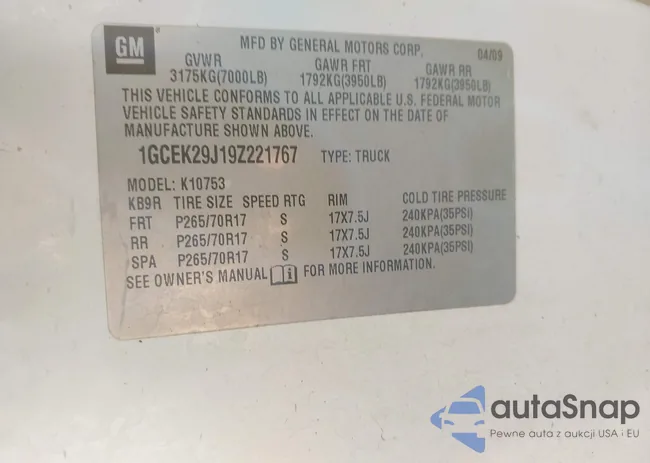 GM
MFD BY GENERAL MOTORS CORP. 04/09
GVWR GAWR FRT GAWR RR
3175KG(7000LB) 1792KG(3950LB) 1792KG(3950LB)
THIS VEHICLE CONFORMS TO ALL APPLICABLE U.S. FEDERAL MOTOR
VEHICLE SAFETY STANDARDS IN EFFECT ON THE DATE OF
MANUFACTURE SHOWN ABOVE.
1GCEK29J19Z221767 TYPE: TRUCK
MODEL: K10753
KB9R TIRE SIZE SPEED RTG RIM COLD TIRE PRESSURE
FRT P265/70R17 S 17X7.5J 240KPA(35PSI)
RR P265/70R17 S 17X7.5J 240KPA(35PSI)
SPA P265/70R17 S 17X7.5J 240KPA(35PSI)
SEE OWNER'S MANUAL FOR MORE INFORMATION.
autaSnap
Pewne auta z aukcji USA i EU